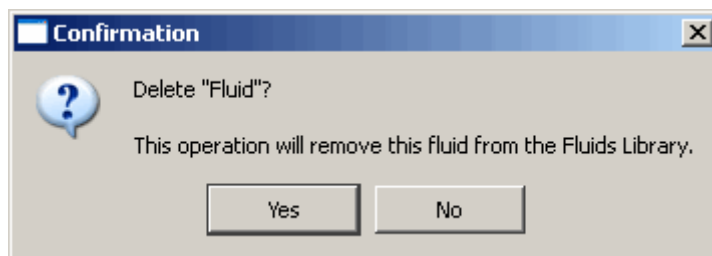 Confirmation
Delete "Fluid"?
This operation will remove this fluid from the Fluids Library.
Yes No